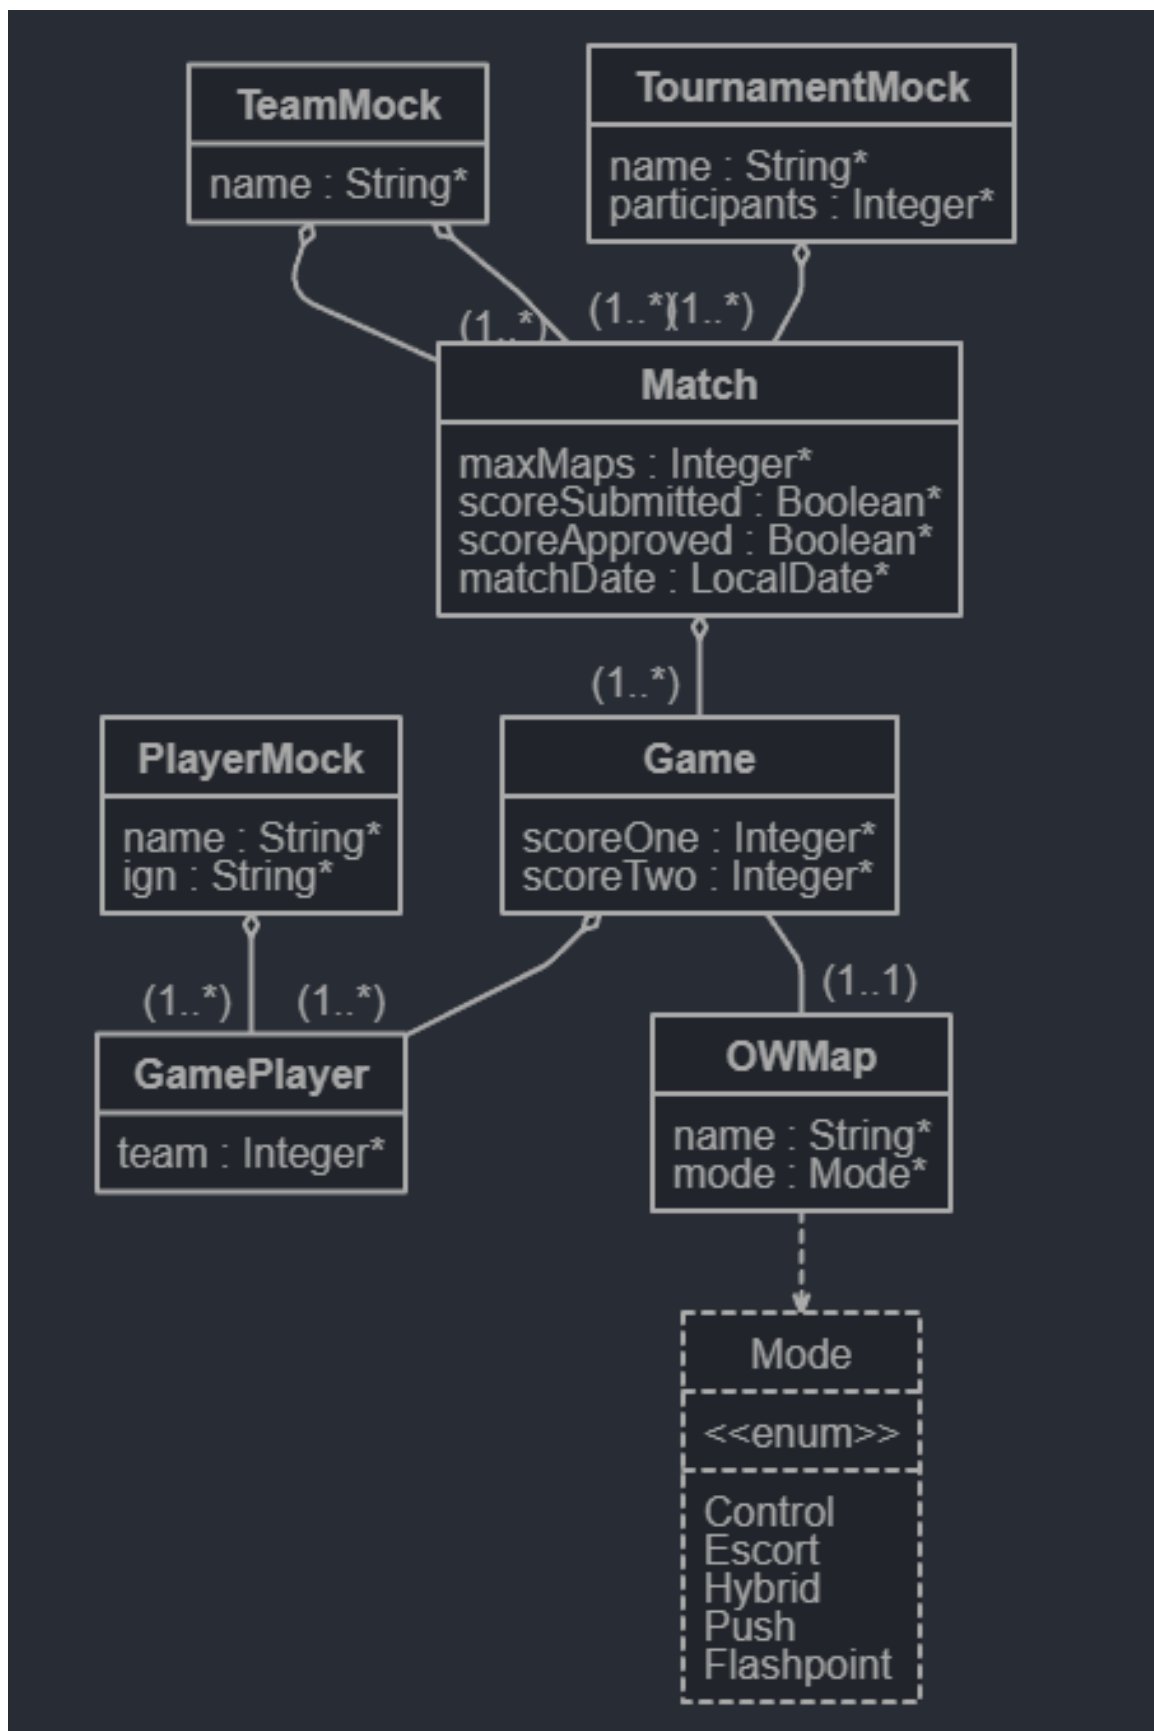 TeamMock
name : String*
TournamentMock
name : String*
participants : Integer*
(1..*)
(1..*)
(1..*)
Match
maxMaps : Integer*
scoreSubmitted : Boolean*
scoreApproved : Boolean*
matchDate : LocalDate*
(1..*)
PlayerMock
name : String*
ign : String*
Game
scoreOne : Integer*
scoreTwo : Integer*
(1..*)
(1..*)
(1..1)
GamePlayer
team : Integer*
OWMap
name : String*
mode : Mode*
Mode
<<enum>>
Control
Escort
Hybrid
Push
Flashpoint